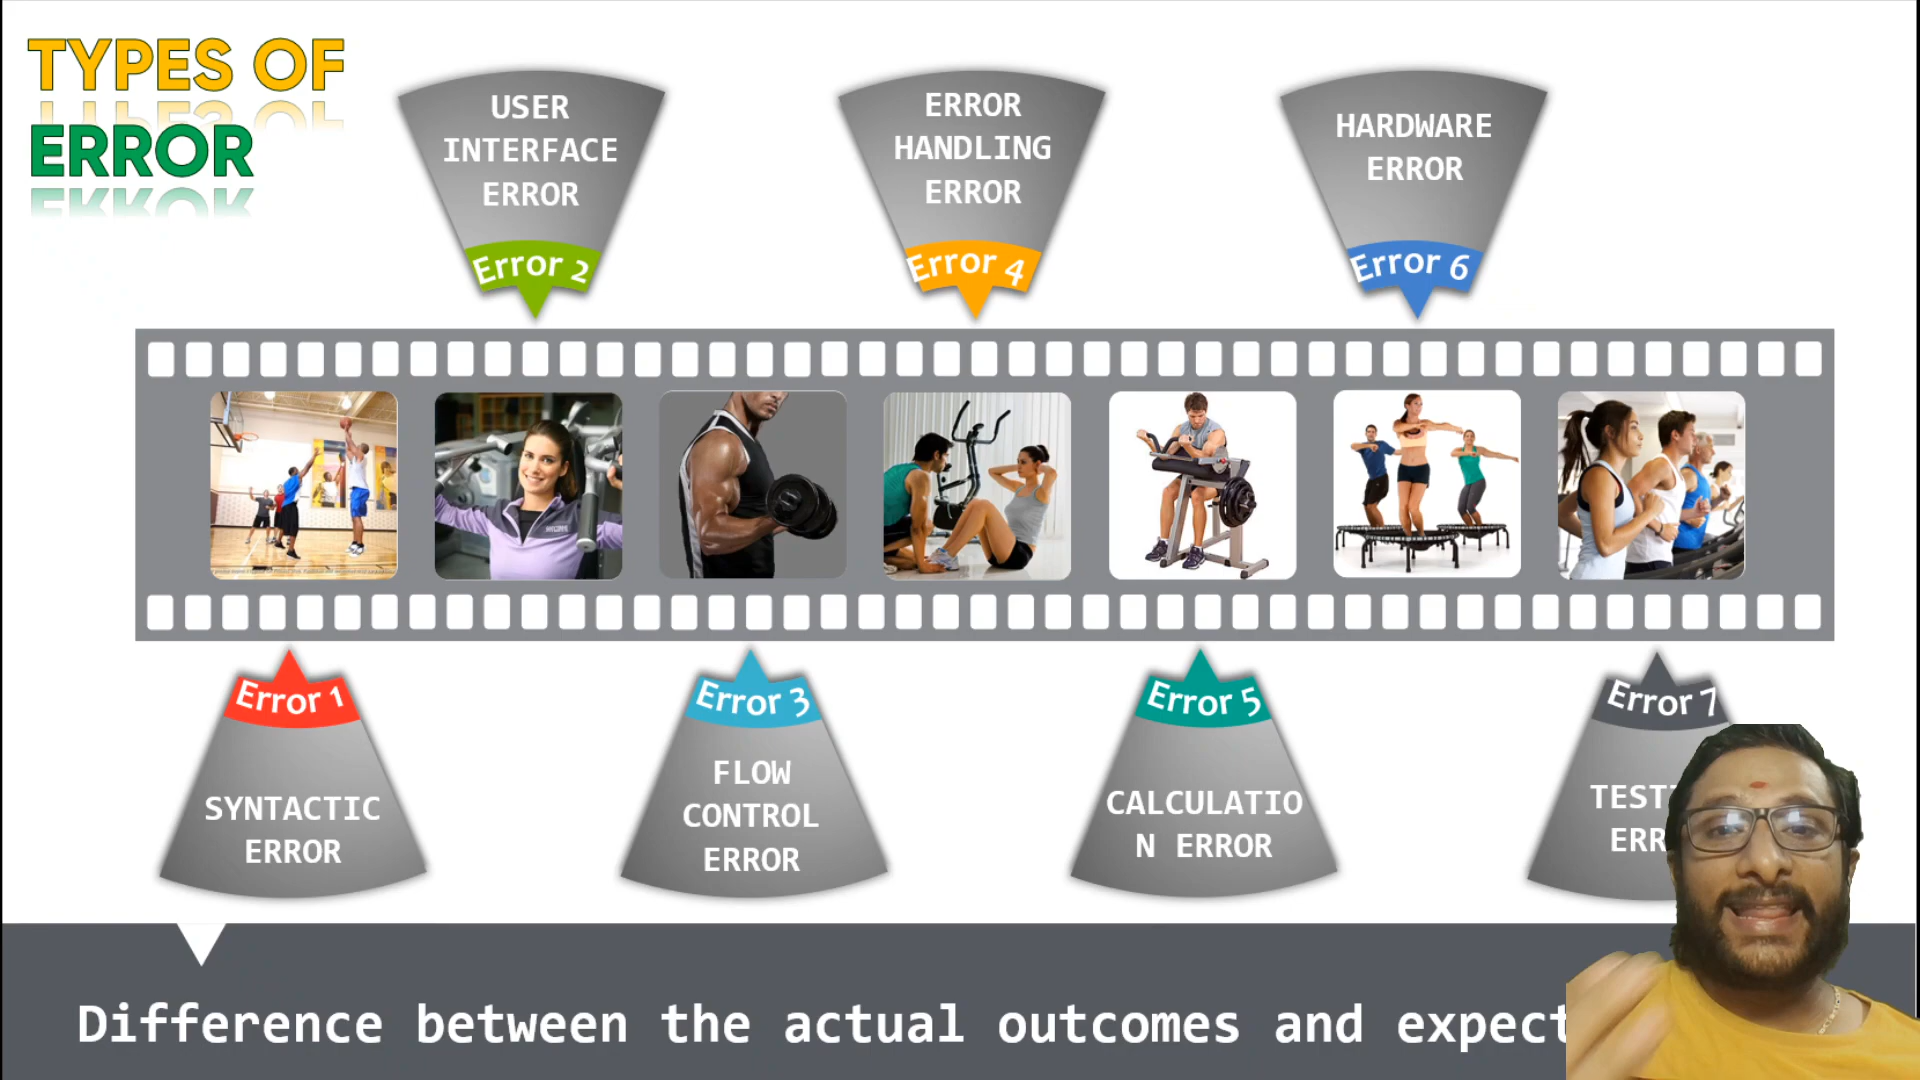 TYPES OF
ERROR
USER
INTERFACE
ERROR
Error 2
ERROR
HANDLING
ERROR
Error 4
HARDWARE
ERROR
Error 6
Error 1
SYNTACTIC
ERROR
Error 3
FLOW
CONTROL
ERROR
Error 5
CALCULATIO
N ERROR
Error 7
Difference between the actual outcomes and